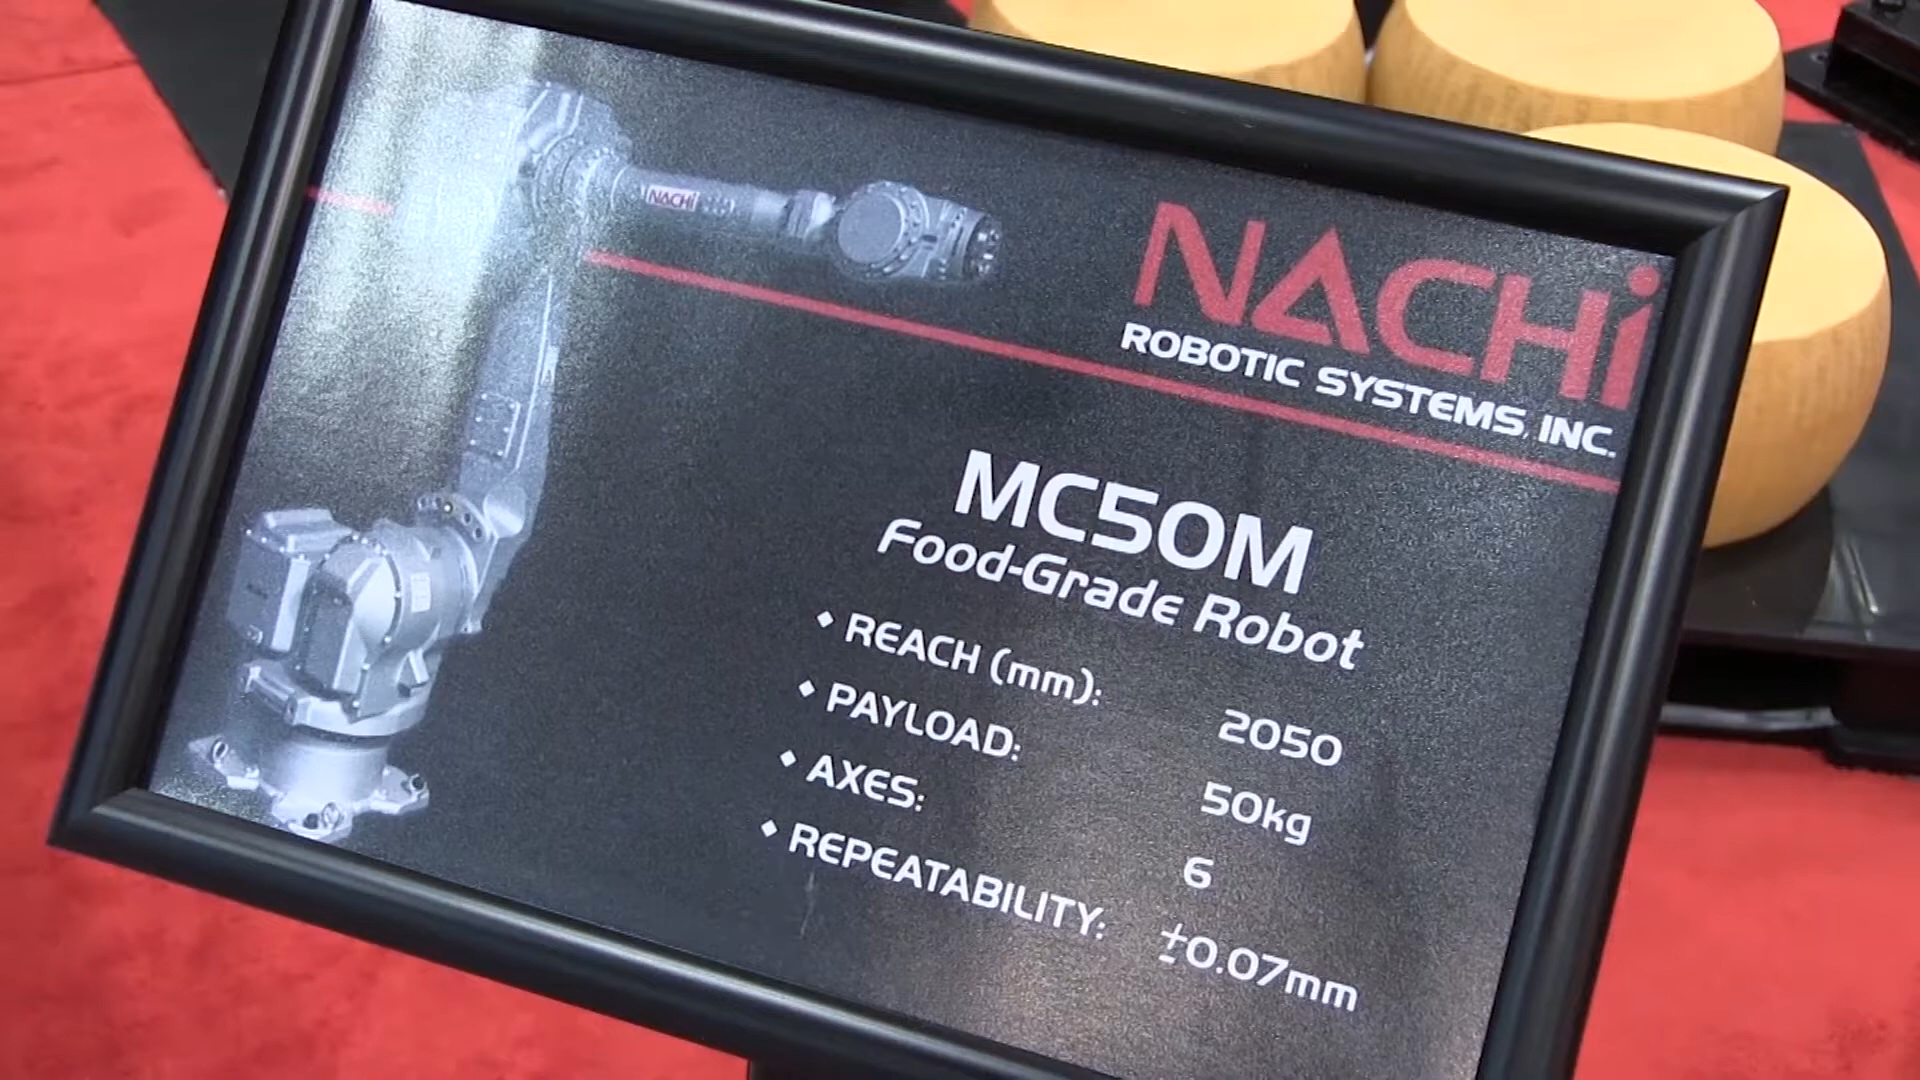 NACHi
NACHi
ROBOTIC SYSTEMS, INC.
MC50M
Food-Grade Robot
◆ REACH (mm): 2050
◆ PAYLOAD: 50kg
◆ AXES: 6
◆ REPEATABILITY: ±0.07mm